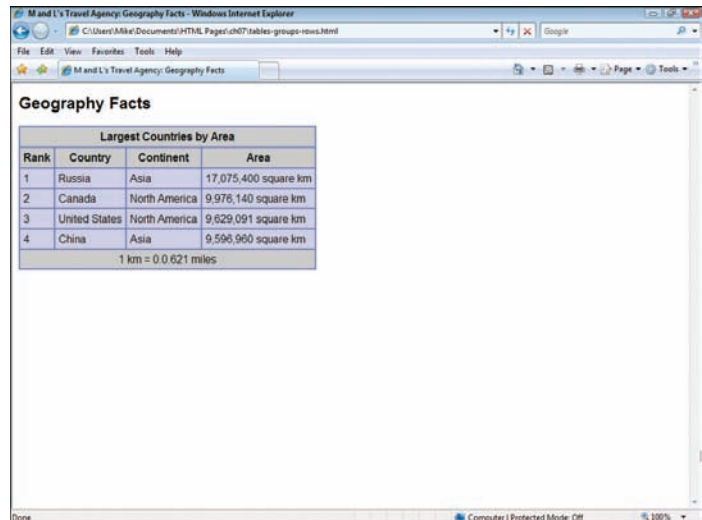 M and L's Travel Agency: Geography Facts - Windows Internet Explorer
C:\Users\Mike\Documents\HTML Pages\ch07\tables-groups-rows.html Google
File Edit View Favorites Tools Help
M and L's Travel Agency: Geography Facts Page Tools
Geography Facts
Largest Countries by Area
Rank Country Continent Area
1 Russia Asia 17,075,400 square km
2 Canada North America 9,976,140 square km
3 United States North America 9,629,091 square km
4 China Asia 9,596,960 square km
1 km = 0.0.621 miles
Done Computer | Protected Mode: Off 100%